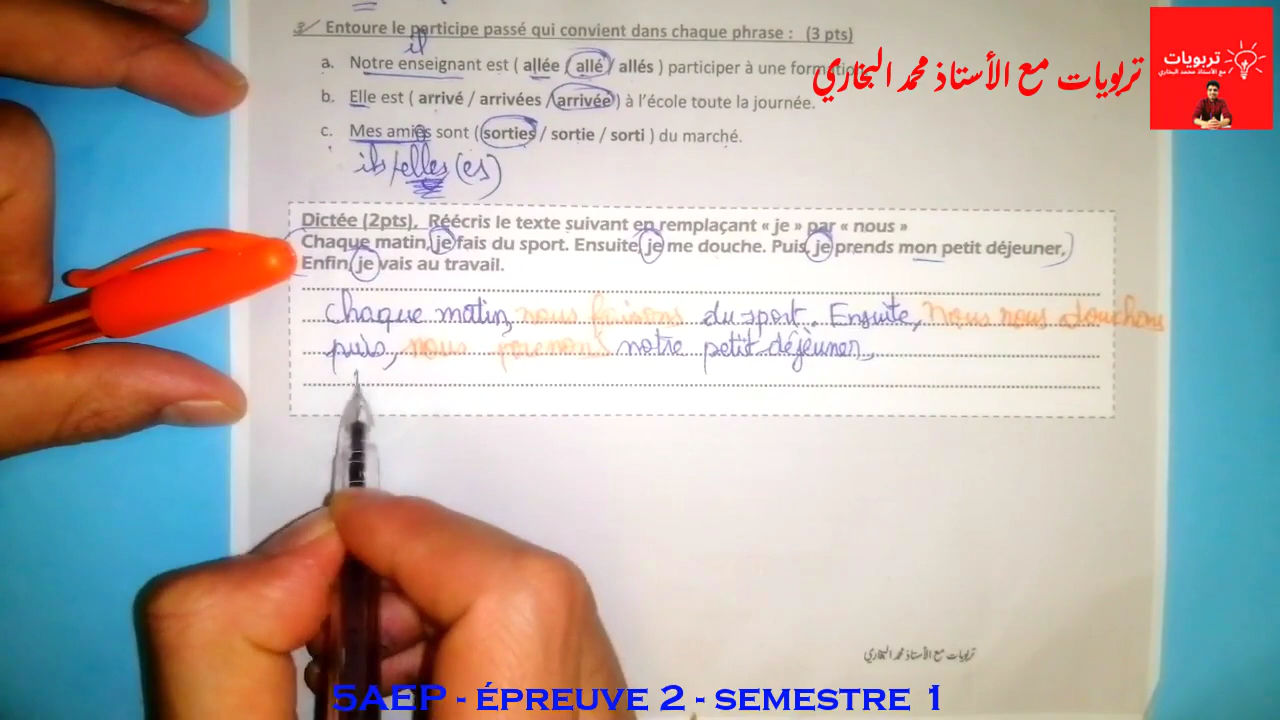 3/ Entoure le participe passé qui convient dans chaque phrase : (3 pts)
il
a. Notre enseignant est ( allée / allé / allés ) participer à une formation
b. Elle est ( arrivé / arrivées / arrivée ) à l'école toute la journée.
c. Mes amies sont ( sorties / sortie / sorti ) du marché.
ils/elles (es)
تربويات مع الأستاذ محمد البخاري
تربويات
مع الأستاذ محمد البخاري
Dictée (2pts). Réécris le texte suivant en remplaçant « je » par « nous »
Chaque matin, je fais du sport. Ensuite, je me douche. Puis, je prends mon petit déjeuner,
Enfin, je vais au travail.
chaque matin, nous faisons du sport. Ensuite, nous nous douchons
puis, nous prenons notre petit déjeuner,
تربويات مع الأستاذ محمد البخاري
5AEP - épreuve 2 - semestre 1